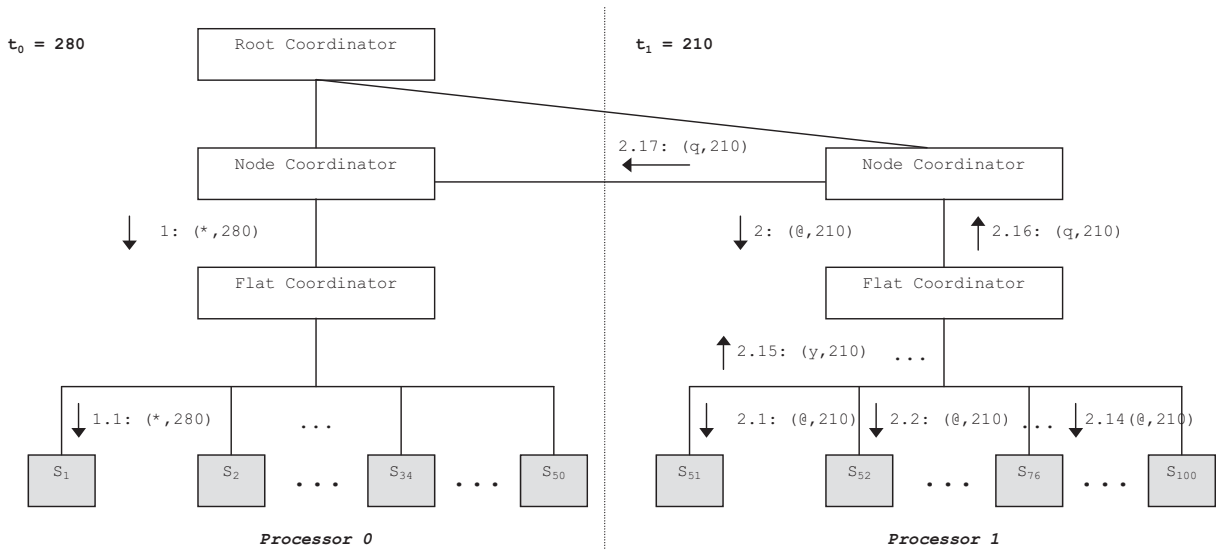 t0 = 280
Root Coordinator
t1 = 210
2.17: (q,210)
Node Coordinator
Node Coordinator
1: (*,280)
2: (@,210)
2.16: (q,210)
Flat Coordinator
Flat Coordinator
2.15: (y,210) ...
1.1: (*,280) ...
2.1: (@,210) 2.2: (@,210) ... 2.14(@,210)
S1 S2 ... S34 ... S50
S51 S52 ... S76 ... S100
Processor 0
Processor 1